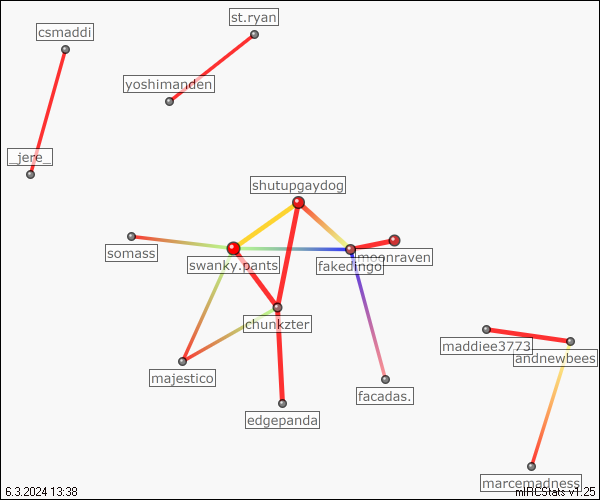 st.ryan
csmaddi
yoshimanden
_jere_
shutupgaydog
somass
moonraven
swanky.pants
fakedingo
chunkzter
maddiee3773
andnewbees
majestico
facadas.
edgepanda
marcemadness
6.3.2024 13:38
mIRCStats v1.25